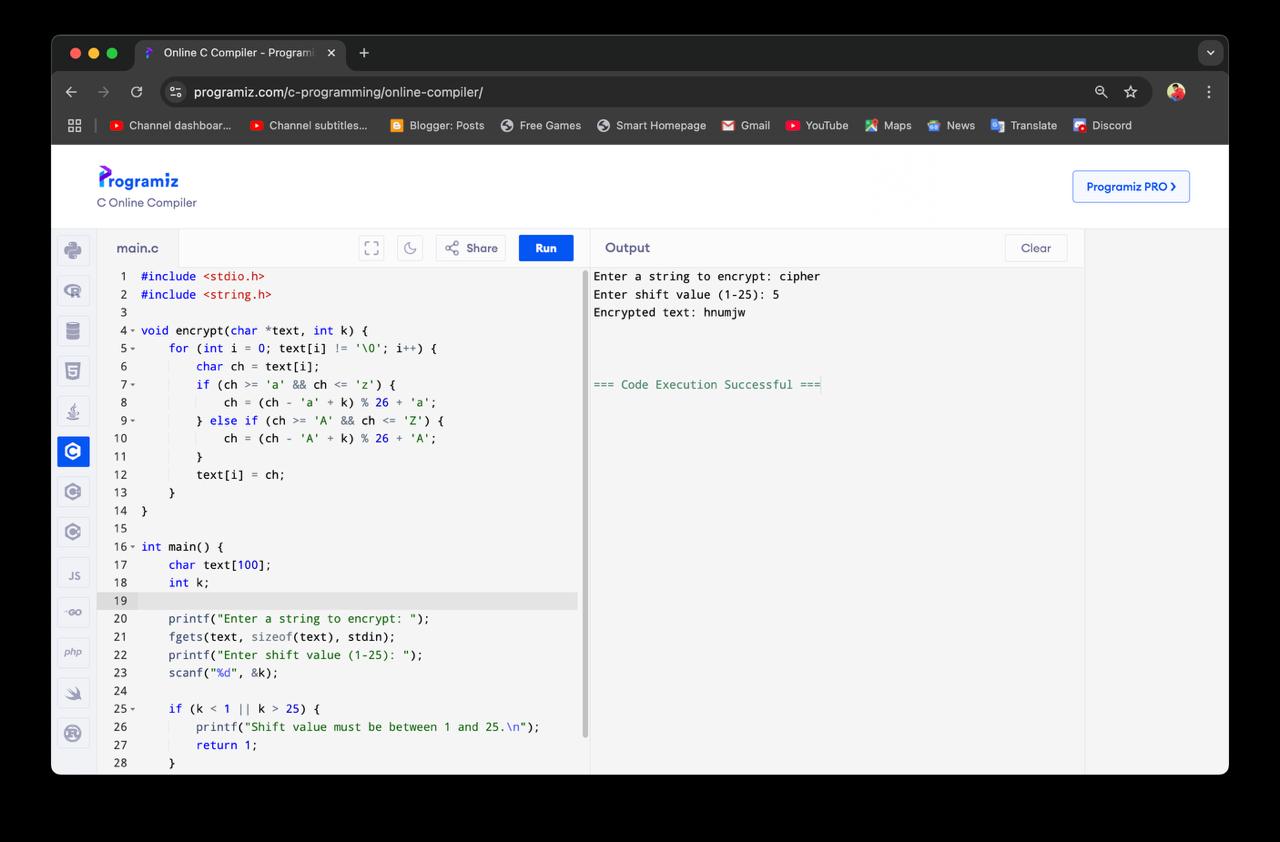 Online C Compiler - Programi
programiz.com/c-programming/online-compiler/
Channel dashboar... Channel subtitles... Blogger: Posts Free Games Smart Homepage Gmail YouTube Maps News Translate Discord
Programiz
C Online Compiler
Programiz PRO ❯
main.c
Share
Run
JS
GO
php
1 #include <stdio.h>
2 #include <string.h>
3
4 void encrypt(char *text, int k) {
5     for (int i = 0; text[i] != '\0'; i++) {
6         char ch = text[i];
7         if (ch >= 'a' && ch <= 'z') {
8             ch = (ch - 'a' + k) % 26 + 'a';
9         } else if (ch >= 'A' && ch <= 'Z') {
10             ch = (ch - 'A' + k) % 26 + 'A';
11         }
12         text[i] = ch;
13     }
14 }
15
16 int main() {
17     char text[100];
18     int k;
19
20     printf("Enter a string to encrypt: ");
21     fgets(text, sizeof(text), stdin);
22     printf("Enter shift value (1-25): ");
23     scanf("%d", &k);
24
25     if (k < 1 || k > 25) {
26         printf("Shift value must be between 1 and 25.\n");
27         return 1;
28     }
Output
Clear
Enter a string to encrypt: cipher
Enter shift value (1-25): 5
Encrypted text: hnumjw
=== Code Execution Successful ===